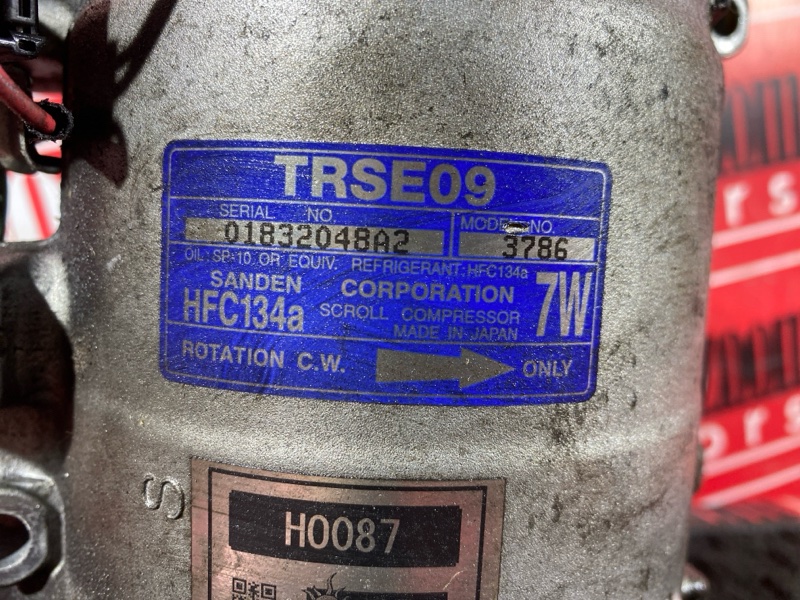 TRSE09
SERIAL NO.
01832048A2
MODEL NO.
3786
OIL: SP-10 OR EQUIV. REFRIGERANT: HFC134a
SANDEN CORPORATION
HFC134a
SCROLL COMPRESSOR
7W
MADE IN JAPAN
ROTATION C.W. ONLY
S
H0087